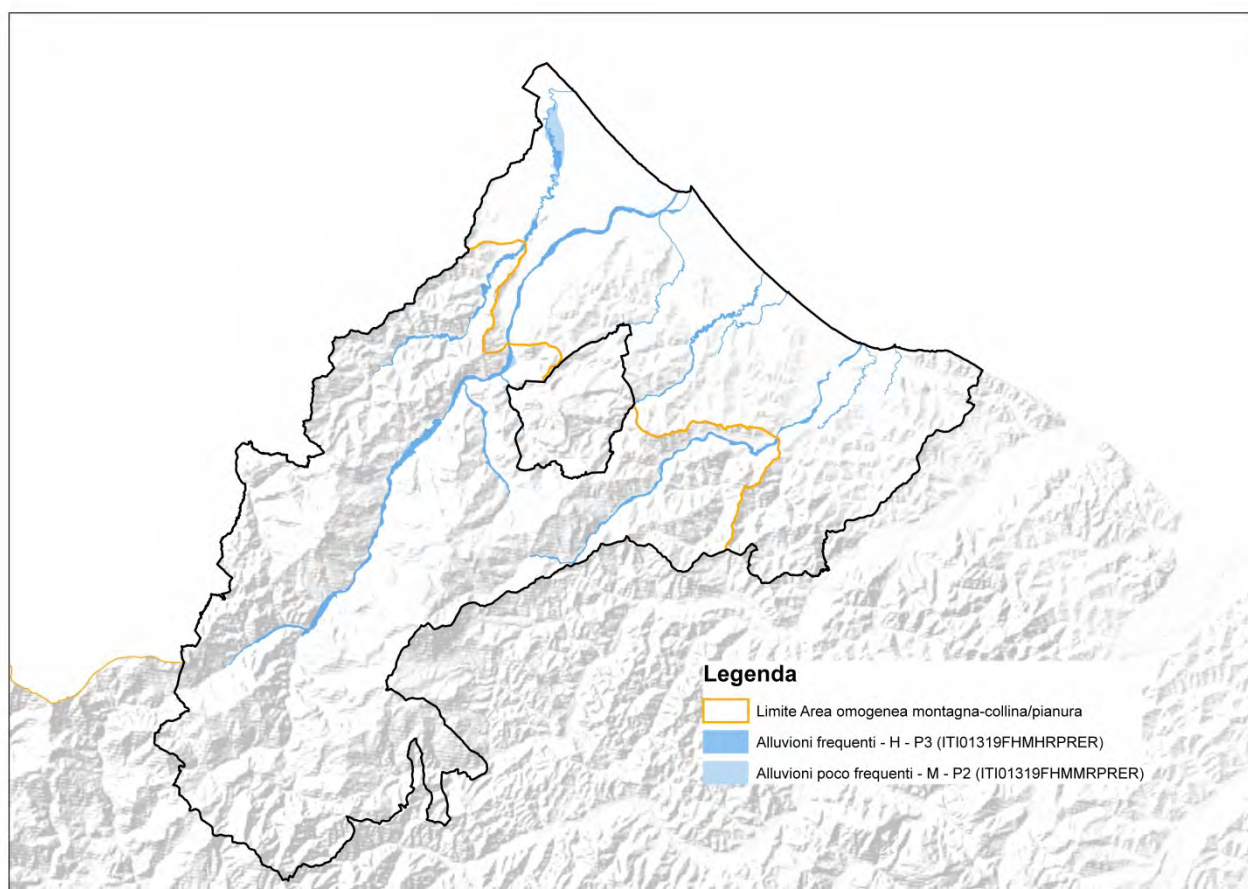 Legenda
Limite Area omogenea montagna-collina/pianura
Alluvioni frequenti - H - P3 (ITI01319FHMHRPRER)
Alluvioni poco frequenti - M - P2 (ITI01319FHMMRPRER)